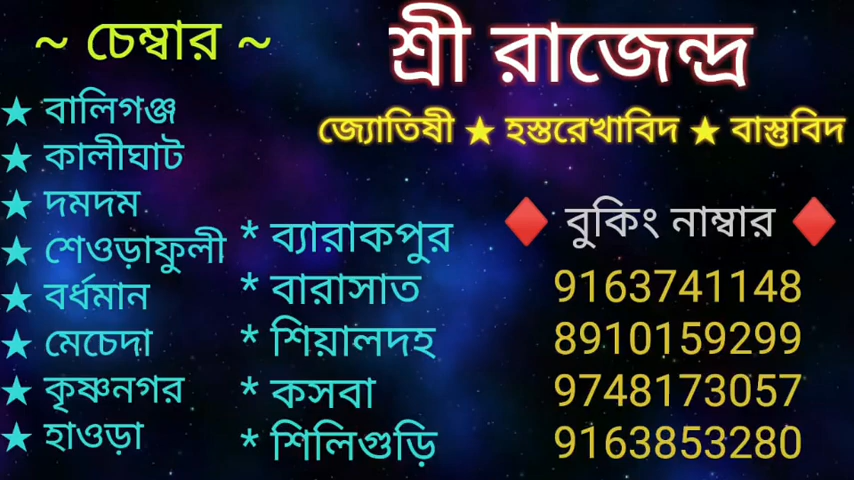 ~ চেম্বার ~
★ বালিগঞ্জ
★ কালীঘাট
★ দমদম
★ শেওড়াফুলী
★ বর্ধমান
★ মেচেদা
★ কৃষ্ণনগর
★ হাওড়া
* ব্যারাকপুর
* বারাসাত
* শিয়ালদহ
* কসবা
* শিলিগুড়ি
শ্রী রাজেন্দ্র
জ্যোতিষী ★ হস্তরেখাবিদ ★ বাস্তুবিদ
♦ বুকিং নাম্বার ♦
9163741148
8910159299
9748173057
9163853280